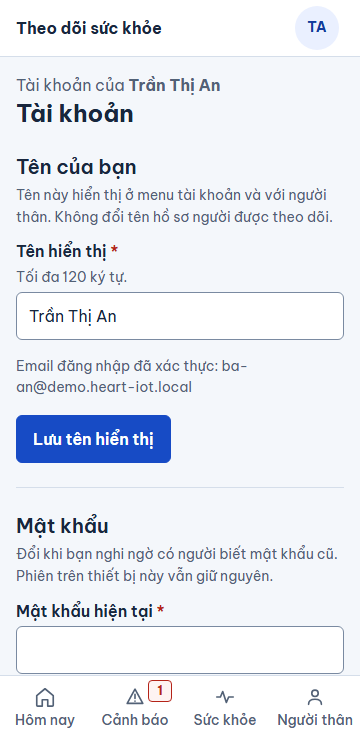 Theo dõi sức khỏe
TA
Tài khoản của Trần Thị An
Tài khoản
Tên của bạn
Tên này hiển thị ở menu tài khoản và với người
thân. Không đổi tên hồ sơ người được theo dõi.
Tên hiển thị *
Tối đa 120 ký tự.
Trần Thị An
Email đăng nhập đã xác thực: ba-
an@demo.heart-iot.local
Lưu tên hiển thị
Mật khẩu
Đổi khi bạn nghi ngờ có người biết mật khẩu cũ.
Phiên trên thiết bị này vẫn giữ nguyên.
Mật khẩu hiện tại *
1
Hôm nay
Cảnh báo
Sức khỏe
Người thân